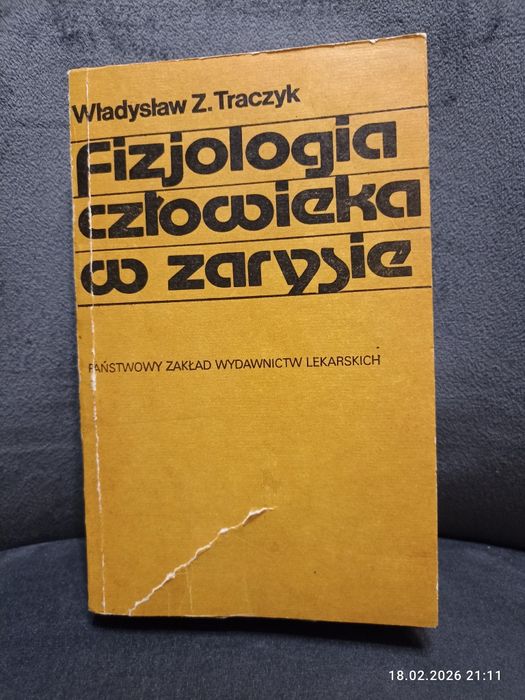 Władysław Z. Traczyk
Fizjologia
człowieka
w zarysie
PAŃSTWOWY ZAKŁAD WYDAWNICTW LEKARSKICH
18.02.2026 21:11